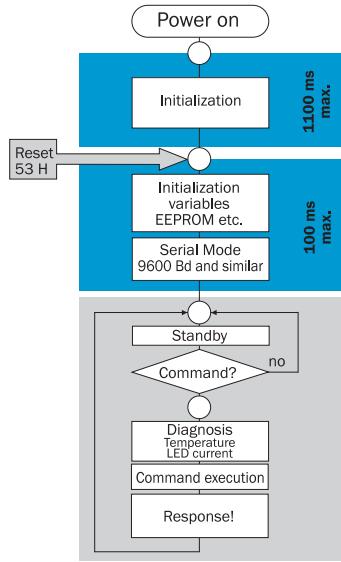 Power on
Initialization
1100 ms
max.
Reset
53 H
Initialization
variables
EEPROM etc.
Serial Mode
9600 Bd and similar
100 ms
max.
Standby
Command?
no
Diagnosis
Temperature
LED current
Command execution
Response!